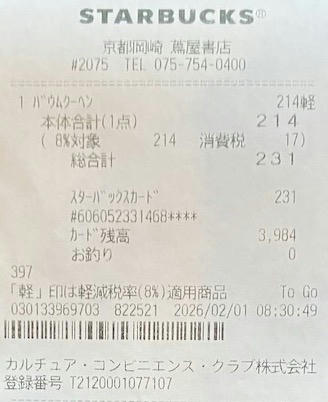 STARBUCKS®
京都岡崎 蔦屋書店
#2075 TEL 075-754-0400
1 バウムクーヘン 214軽
本体合計(1点) 214
( 8%対象 214 消費税 17)
総合計 231
スターバックスカード 231
#606052331468****
カード残高 3,984
お釣り 0
397
「軽」印は軽減税率(8%)適用商品 To Go
030133969703 822521 2026/02/01 08:30:49
カルチュア・コンビニエンス・クラブ株式会社
登録番号 T2120001077107